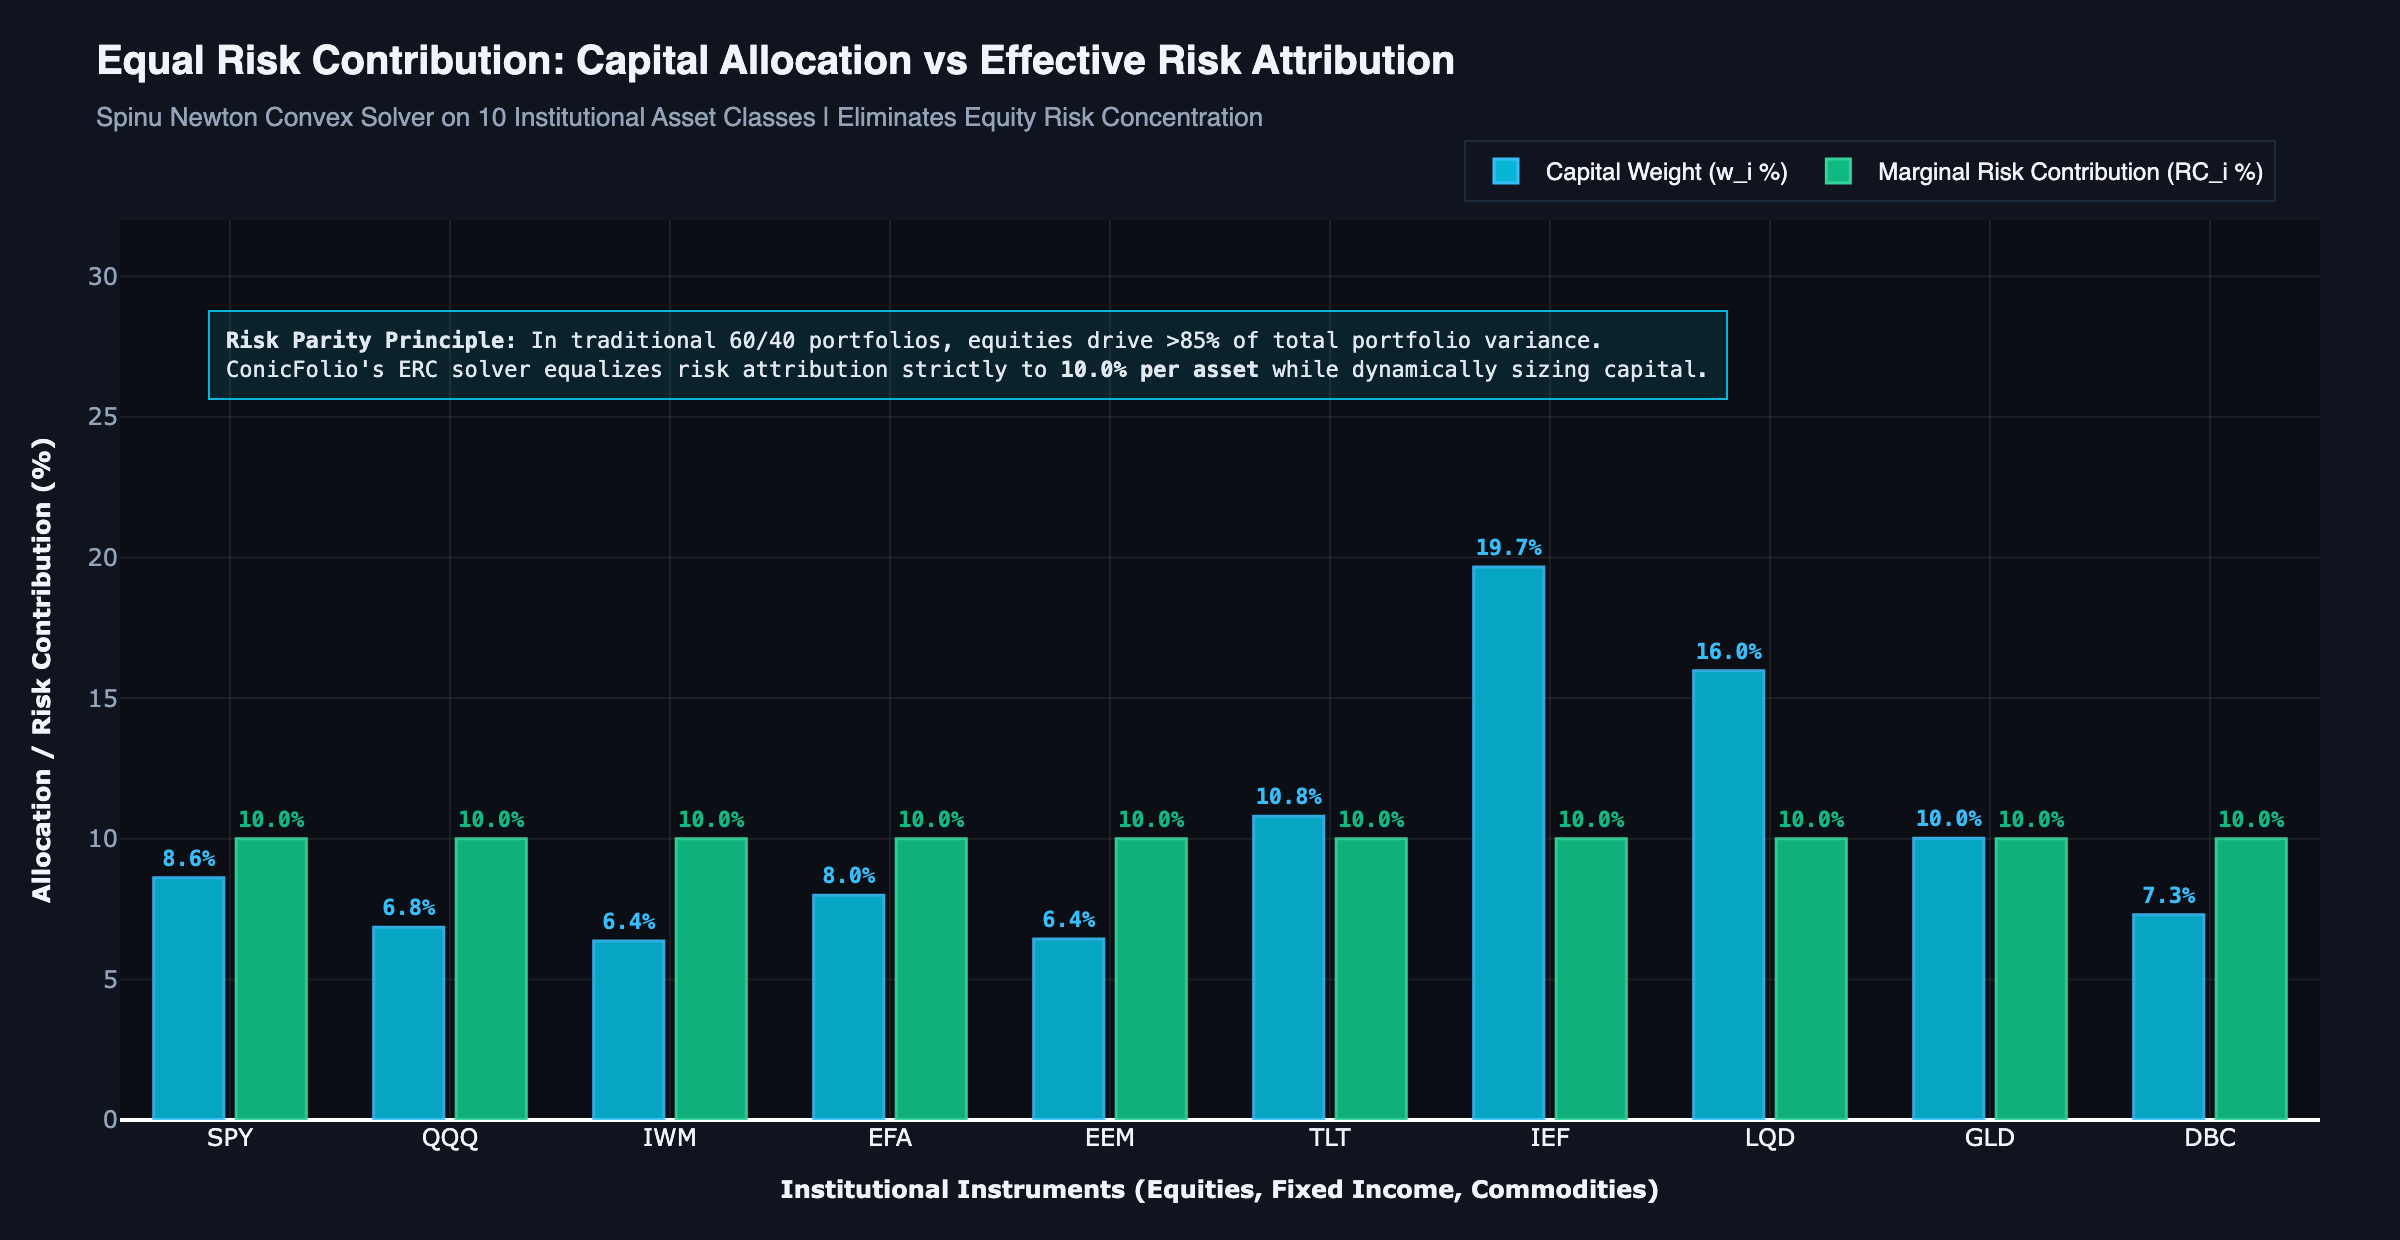 Equal Risk Contribution: Capital Allocation vs Effective Risk Attribution
Spinu Newton Convex Solver on 10 Institutional Asset Classes | Eliminates Equity Risk Concentration
Capital Weight (w_i %)
Marginal Risk Contribution (RC_i %)
Allocation / Risk Contribution (%)
30
25
20
15
10
5
0
Risk Parity Principle: In traditional 60/40 portfolios, equities drive >85% of total portfolio variance.
ConicFolio's ERC solver equalizes risk attribution strictly to 10.0% per asset while dynamically sizing capital.
8.6%
10.0%
6.8%
10.0%
6.4%
10.0%
8.0%
10.0%
6.4%
10.0%
10.8%
10.0%
19.7%
10.0%
16.0%
10.0%
10.0%
10.0%
7.3%
10.0%
SPY
QQQ
IWM
EFA
EEM
TLT
IEF
LQD
GLD
DBC
Institutional Instruments (Equities, Fixed Income, Commodities)